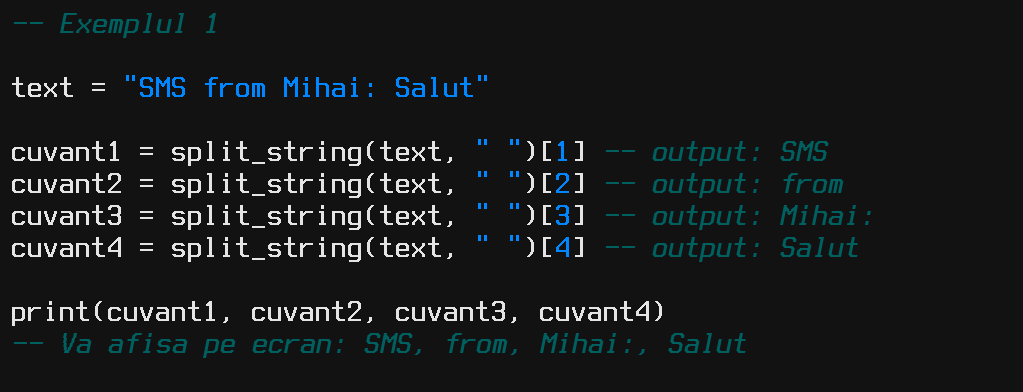 -- Exemplul 1
text = "SMS from Mihai: Salut"
cuvant1 = split_string(text, " ")[1] -- output: SMS
cuvant2 = split_string(text, " ")[2] -- output: from
cuvant3 = split_string(text, " ")[3] -- output: Mihai:
cuvant4 = split_string(text, " ")[4] -- output: Salut
print(cuvant1, cuvant2, cuvant3, cuvant4)
-- Va afisa pe ecran: SMS, from, Mihai:, Salut